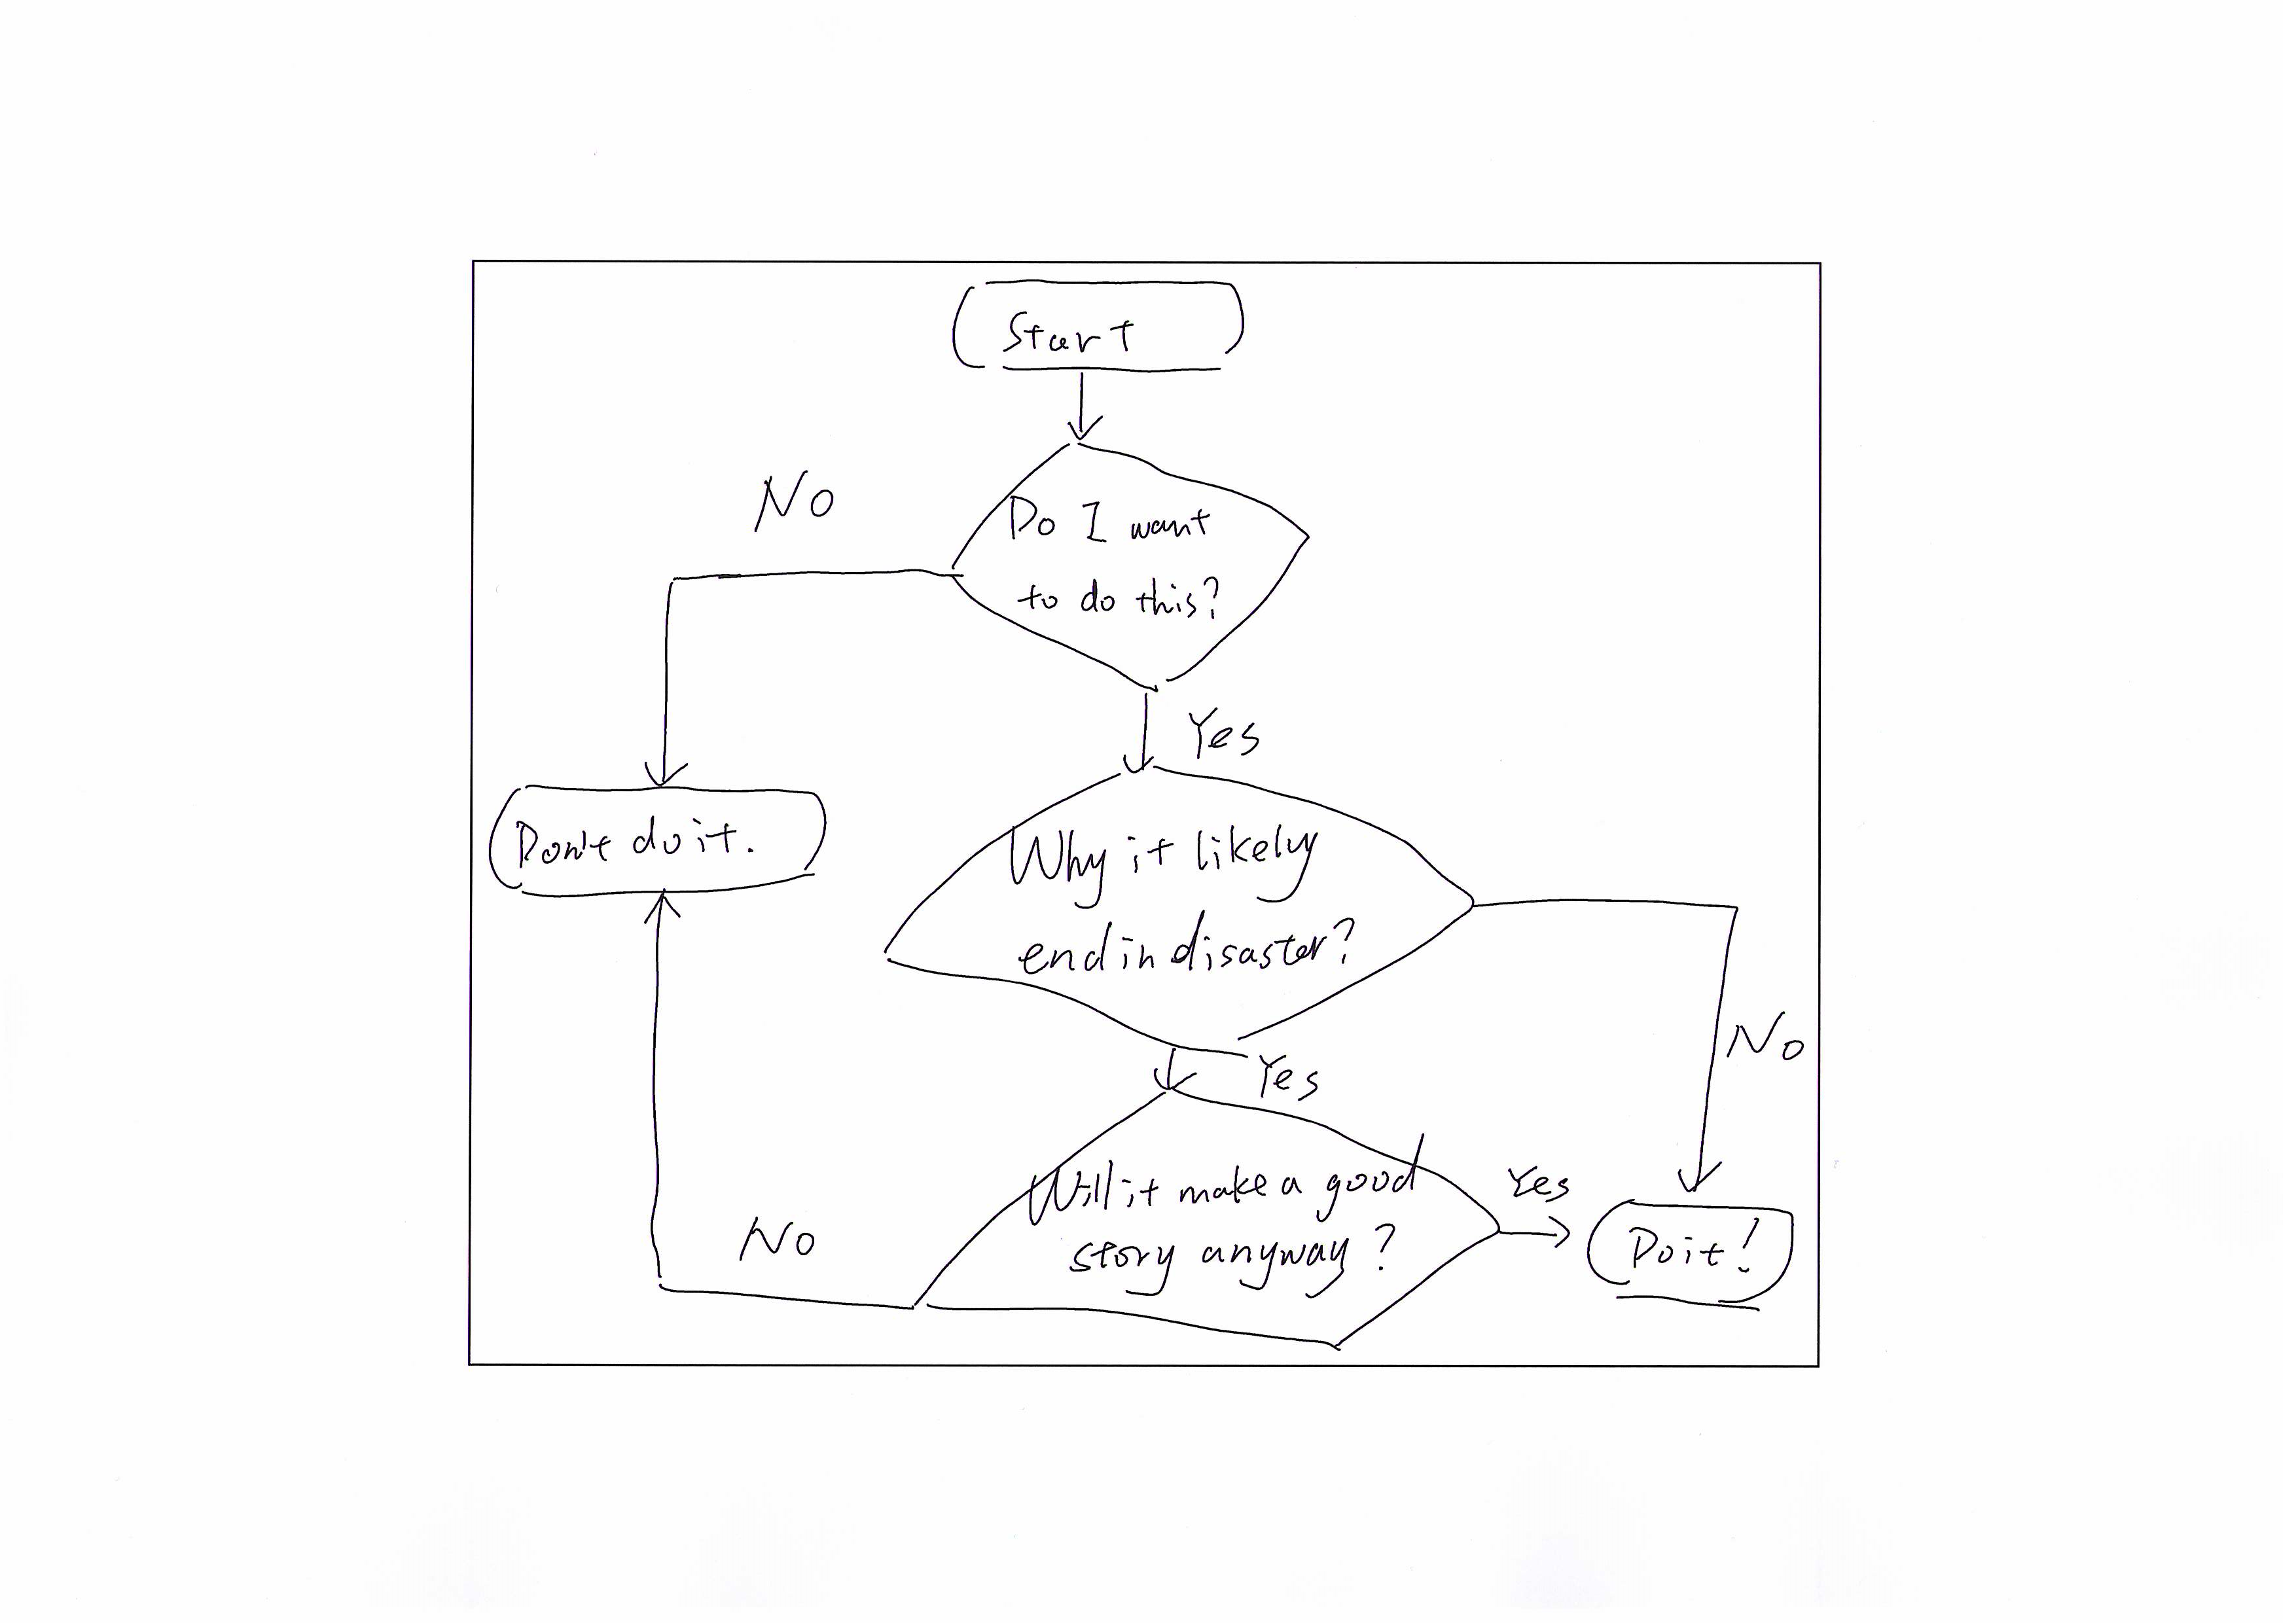 Start
No
Do I want
to do this?
Yes
Don't do it.
Why it likely
end in disaster?
No
Yes
Will it make a good
story anyway?
Yes
No
Do it!